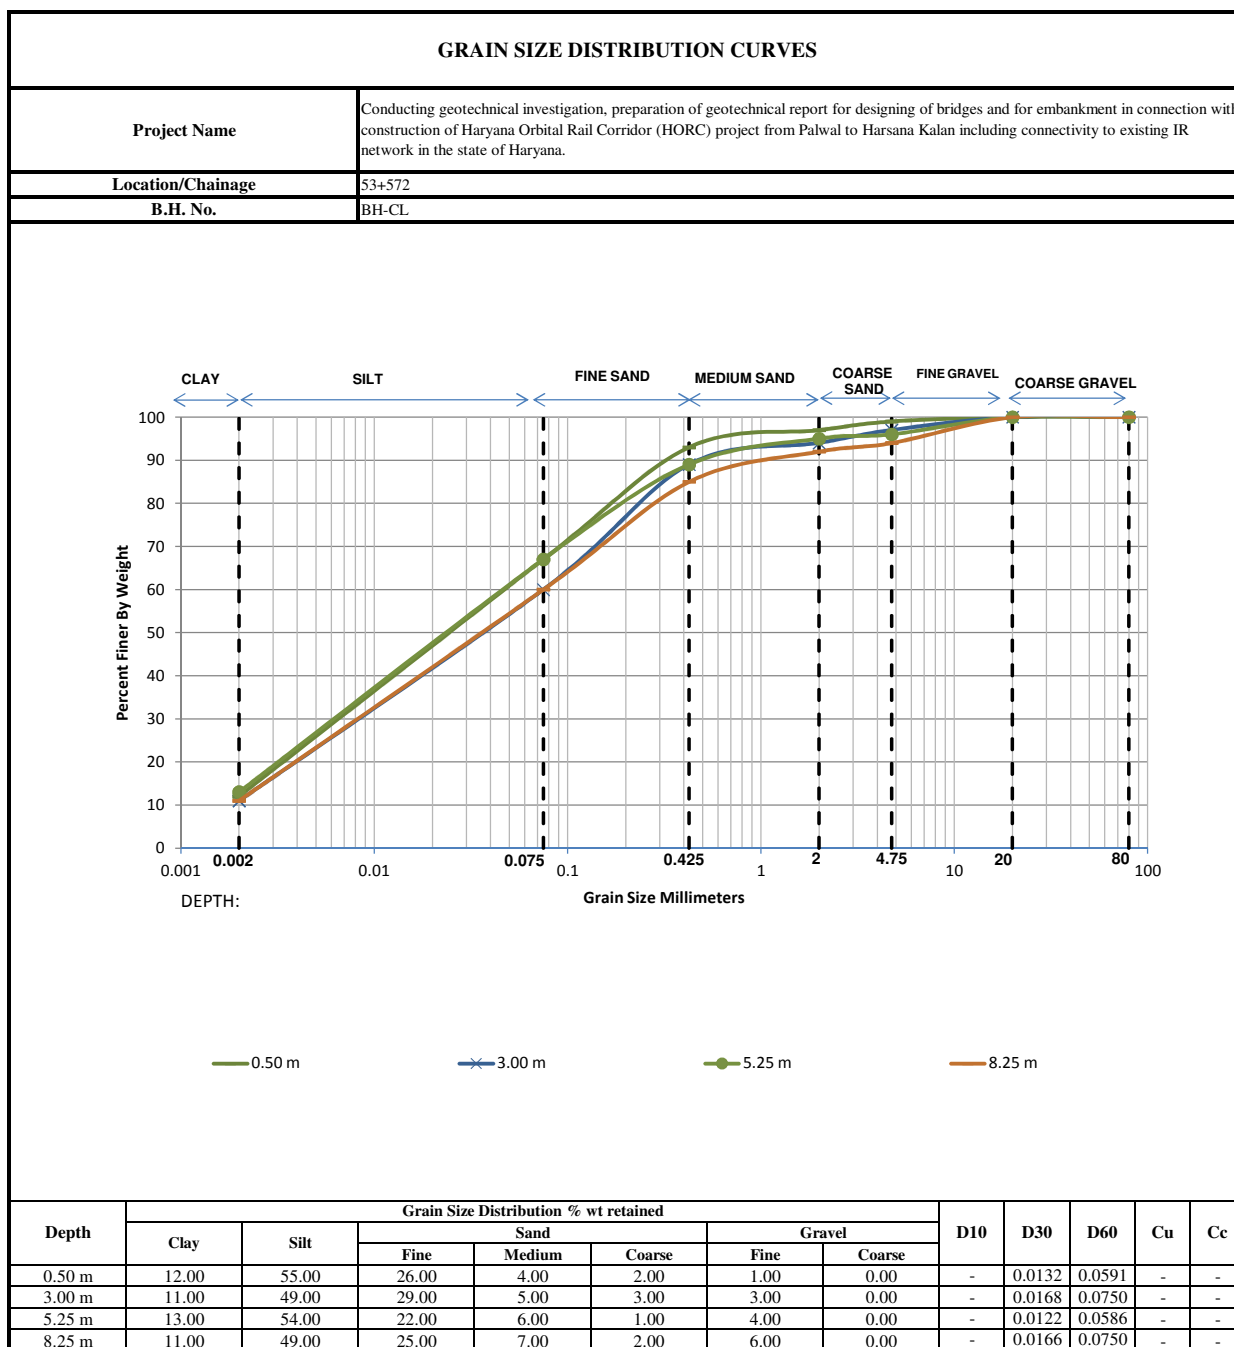 GRAIN SIZE DISTRIBUTION CURVES
Project Name
Conducting geotechnical investigation, preparation of geotechnical report for designing of bridges and for embankment in connection with
construction of Haryana Orbital Rail Corridor (HORC) project from Palwal to Harsana Kalan including connectivity to existing IR
network in the state of Haryana.
Location/Chainage 53+572
B.H. No. BH-CL
CLAY SILT FINE SAND MEDIUM SAND COARSE SAND FINE GRAVEL COARSE GRAVEL
100
90
80
70
60
50
40
30
20
10
0
Percent Finer By Weight
0.002 0.075 0.425 2 4.75 20 80
0.001 0.01 0.1 1 10 100
DEPTH: Grain Size Millimeters
0.50 m 3.00 m 5.25 m 8.25 m
Grain Size Distribution % wt retained
Depth Clay Silt Sand Gravel D10 D30 D60 Cu Cc
Fine Medium Coarse Fine Coarse
0.50 m 12.00 55.00 26.00 4.00 2.00 1.00 0.00 - 0.0132 0.0591 - -
3.00 m 11.00 49.00 29.00 5.00 3.00 3.00 0.00 - 0.0168 0.0750 - -
5.25 m 13.00 54.00 22.00 6.00 1.00 4.00 0.00 - 0.0122 0.0586 - -
8.25 m 11.00 49.00 25.00 7.00 2.00 6.00 0.00 - 0.0166 0.0750 - -